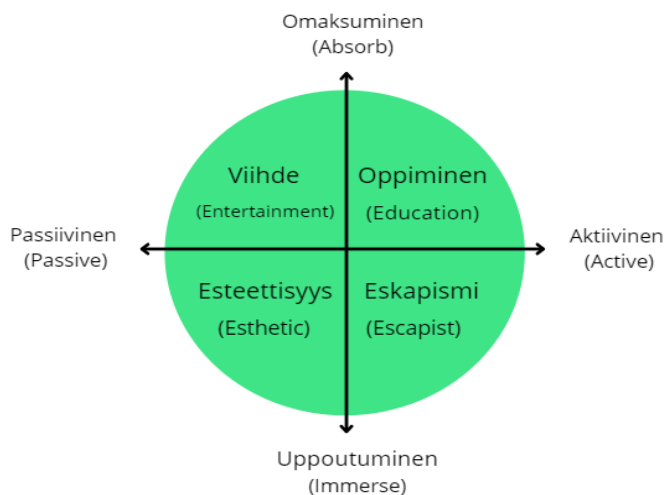 Omaksuminen
(Absorb)
Viihde
(Entertainment)
Oppiminen
(Education)
Passiivinen
(Passive)
Aktiivinen
(Active)
Esteettisyys
(Esthetic)
Eskapismi
(Escapist)
Uppoutuminen
(Immerse)